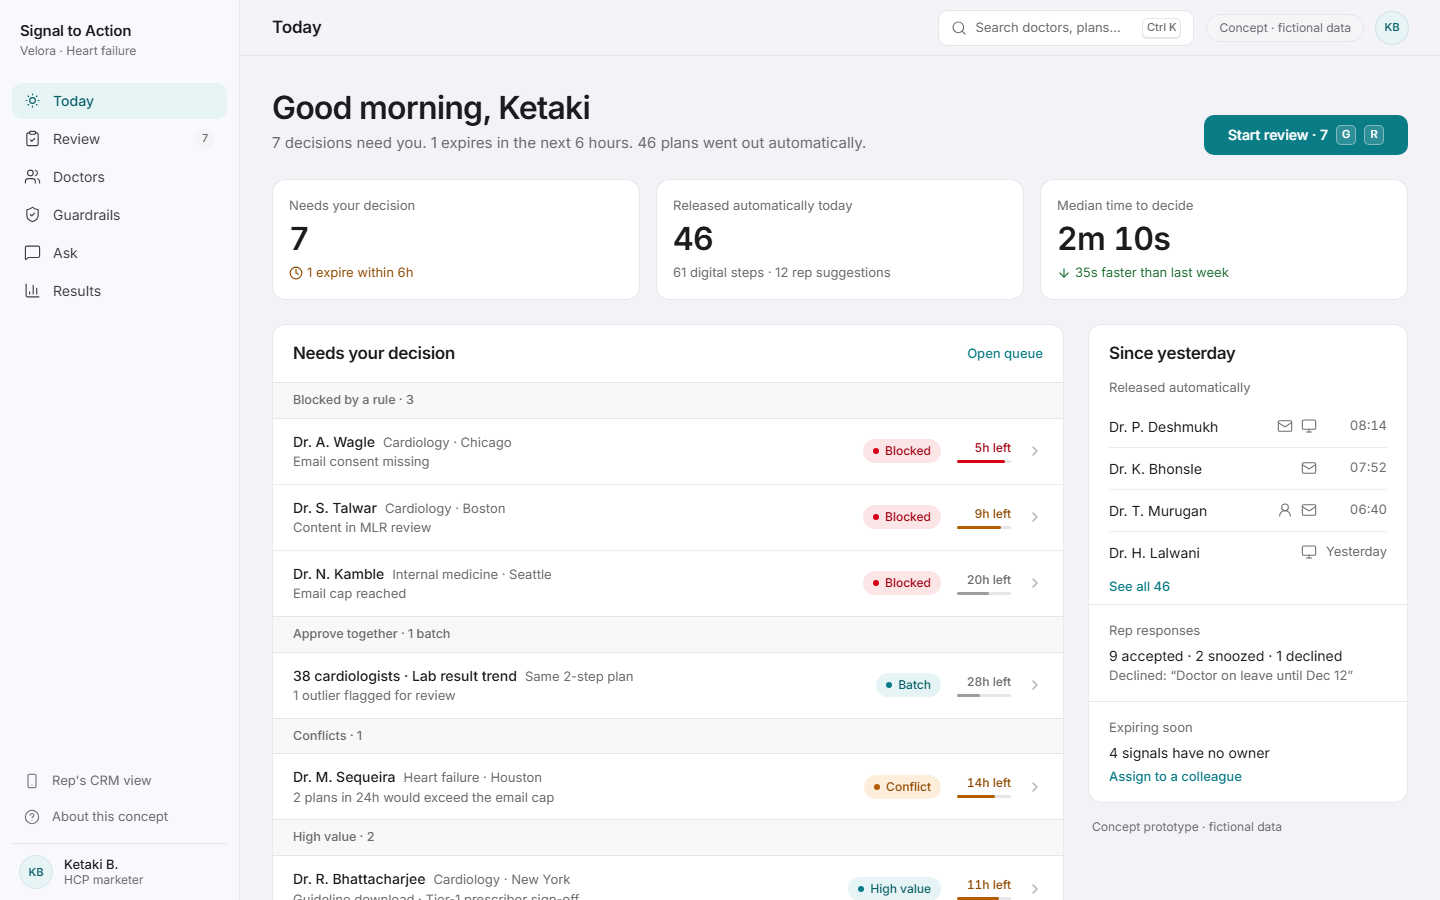 Signal to Action
Velora · Heart failure
Today
Review 7
Doctors
Guardrails
Ask
Results
Rep's CRM view
About this concept
KB
Ketaki B.
HCP marketer
Today
Search doctors, plans... Ctrl K
Concept · fictional data
KB
Good morning, Ketaki
7 decisions need you. 1 expires in the next 6 hours. 46 plans went out automatically.
Start review · 7 G R
Needs your decision
7
1 expire within 6h
Released automatically today
46
61 digital steps · 12 rep suggestions
Median time to decide
2m 10s
35s faster than last week
Needs your decision
Open queue
Blocked by a rule · 3
Dr. A. Wagle Cardiology · Chicago
Email consent missing
Blocked
5h left
Dr. S. Talwar Cardiology · Boston
Content in MLR review
Blocked
9h left
Dr. N. Kamble Internal medicine · Seattle
Email cap reached
Blocked
20h left
Approve together · 1 batch
38 cardiologists · Lab result trend Same 2-step plan
1 outlier flagged for review
Batch
28h left
Conflicts · 1
Dr. M. Sequeira Heart failure · Houston
2 plans in 24h would exceed the email cap
Conflict
14h left
High value · 2
Dr. R. Bhattacharjee Cardiology · New York
Guideline download · Tier-1 prescriber sign-off
High value
11h left
Since yesterday
Released automatically
Dr. P. Deshmukh 08:14
Dr. K. Bhonsle 07:52
Dr. T. Murugan 06:40
Dr. H. Lalwani Yesterday
See all 46
Rep responses
9 accepted · 2 snoozed · 1 declined
Declined: “Doctor on leave until Dec 12”
Expiring soon
4 signals have no owner
Assign to a colleague
Concept prototype · fictional data